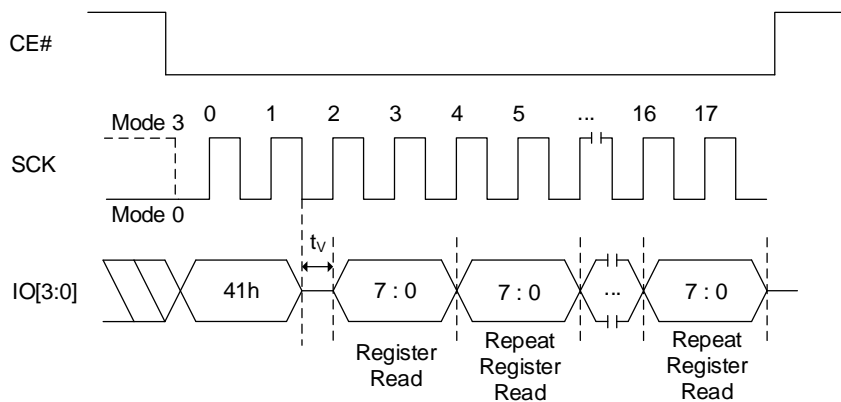 CE#
Mode 3
0 1 2 3 4 5 ... 16 17
SCK
Mode 0
tV
IO[3:0]
41h 7 : 0 7 : 0 ... 7 : 0
Register
Read
Repeat
Register
Read
Repeat
Register
Read